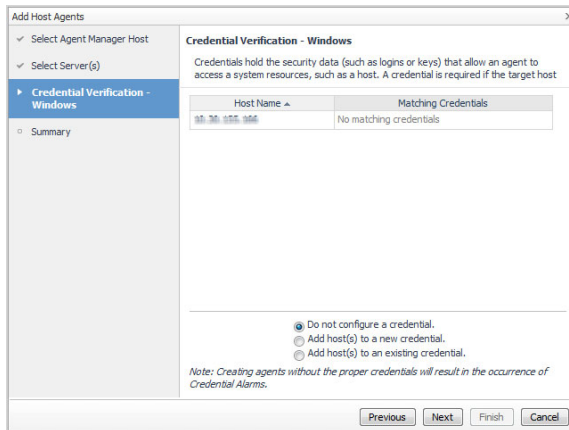 Add Host Agents
Select Agent Manager Host
Select Server(s)
Credential Verification -
Windows
Summary
Credential Verification - Windows
Credentials hold the security data (such as logins or keys) that allow an agent to
access a system resources, such as a host. A credential is required if the target host
Host Name Matching Credentials
No matching credentials
Do not configure a credential.
Add host(s) to a new credential.
Add host(s) to an existing credential.
Note: Creating agents without the proper credentials will result in the occurrence of
Credential Alarms.
Previous Next Finish Cancel